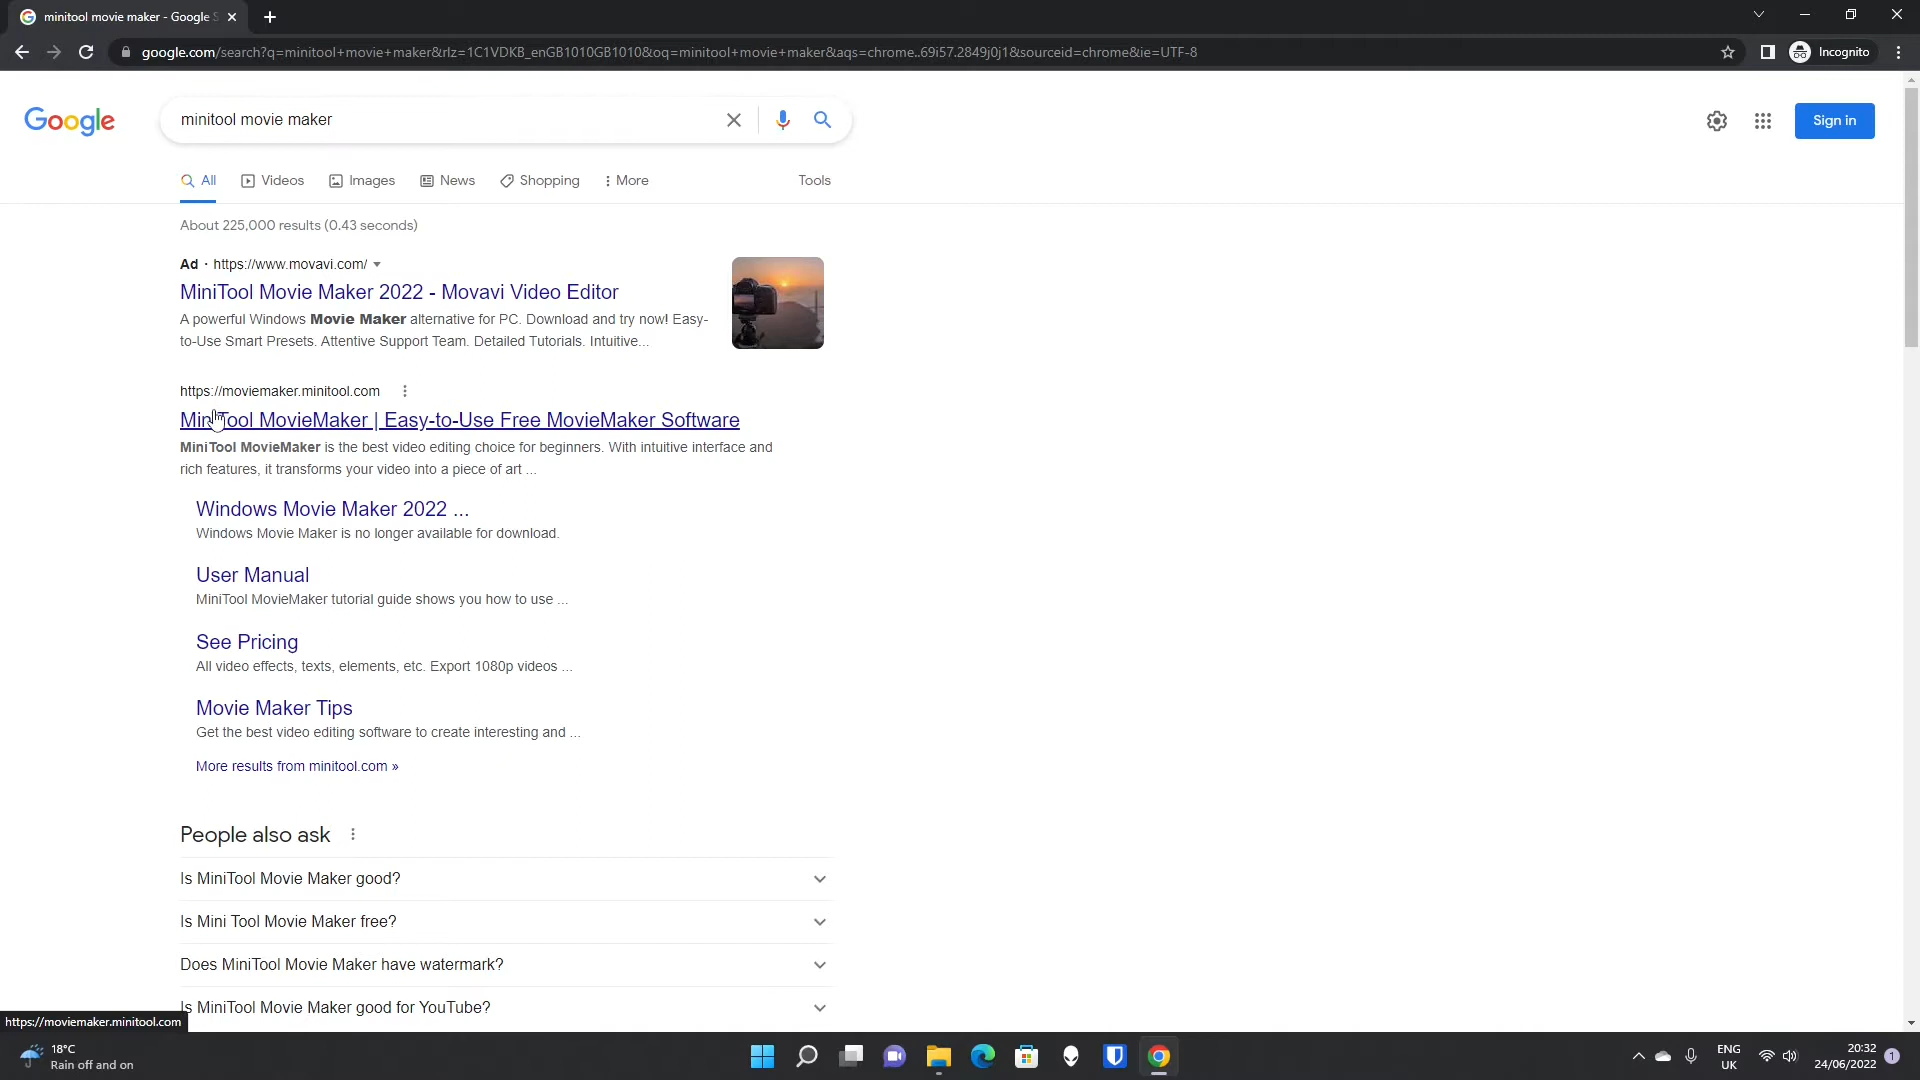 minitool movie maker - Google S
google.com/search?q=minitool+movie+maker&rlz=1C1VDKB_enGB1010GB1010&oq=minitool+movie+maker&aqs=chrome..69i57.2849j0j1&sourceid=chrome&ie=UTF-8
Incognito
Google
minitool movie maker
Sign in
All
Videos
Images
News
Shopping
More
Tools
About 225,000 results (0.43 seconds)
Ad · https://www.movavi.com/
MiniTool Movie Maker 2022 - Movavi Video Editor
A powerful Windows Movie Maker alternative for PC. Download and try now! Easy-
to-Use Smart Presets. Attentive Support Team. Detailed Tutorials. Intuitive...
https://moviemaker.minitool.com
MiniTool MovieMaker | Easy-to-Use Free MovieMaker Software
MiniTool MovieMaker is the best video editing choice for beginners. With intuitive interface and
rich features, it transforms your video into a piece of art ...
Windows Movie Maker 2022 ...
Windows Movie Maker is no longer available for download.
User Manual
MiniTool MovieMaker tutorial guide shows you how to use ...
See Pricing
All video effects, texts, elements, etc. Export 1080p videos ...
Movie Maker Tips
Get the best video editing software to create interesting and ...
More results from minitool.com »
People also ask
Is MiniTool Movie Maker good?
Is Mini Tool Movie Maker free?
Does MiniTool Movie Maker have watermark?
Is MiniTool Movie Maker good for YouTube?
https://moviemaker.minitool.com
18°C
Rain off and on
ENG
UK
20:32
24/06/2022
1